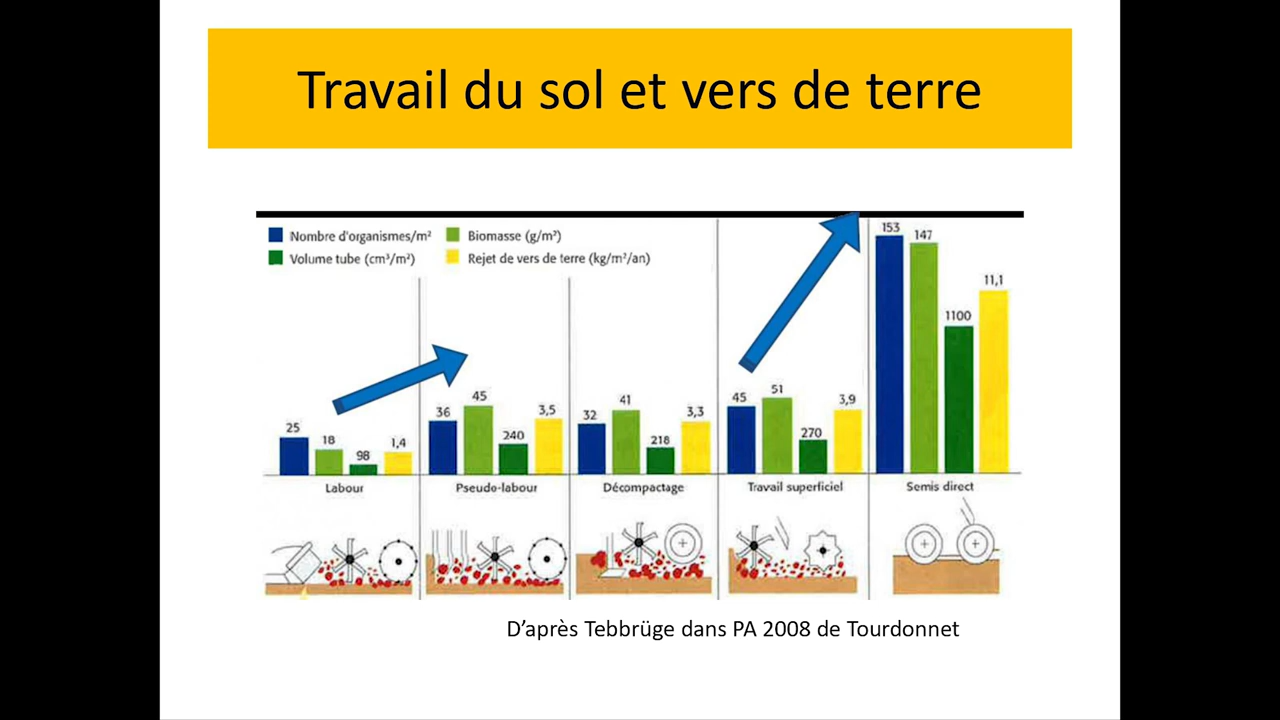 Travail du sol et vers de terre
Nombre d'organismes/m²
Biomasse (g/m²)
Volume tube (cm³/m²)
Rejet de vers de terre (kg/m²/an)
25
18
98
1,4
36
45
240
3,5
32
41
218
3,3
45
51
270
3,9
153
147
1100
11,1
Labour
Pseudo-labour
Décompactage
Travail superficiel
Semis direct
D'après Tebbrüge dans PA 2008 de Tourdonnet